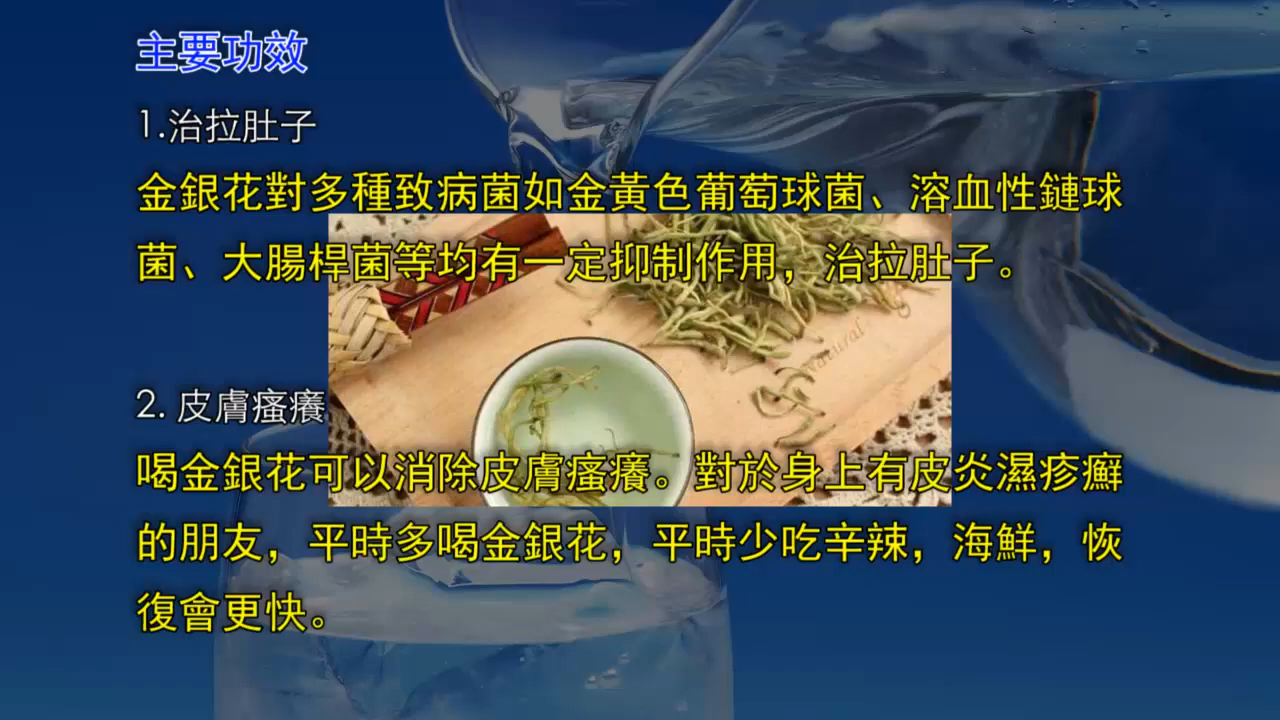 主要功效
1.治拉肚子
金銀花對多種致病菌如金黃色葡萄球菌、溶血性鏈球
菌、大腸桿菌等均有一定抑制作用，治拉肚子。
natural
2. 皮膚瘙癢
喝金銀花可以消除皮膚瘙癢。對於身上有皮炎濕疹癬
的朋友，平時多喝金銀花，平時少吃辛辣，海鮮，恢
復會更快。